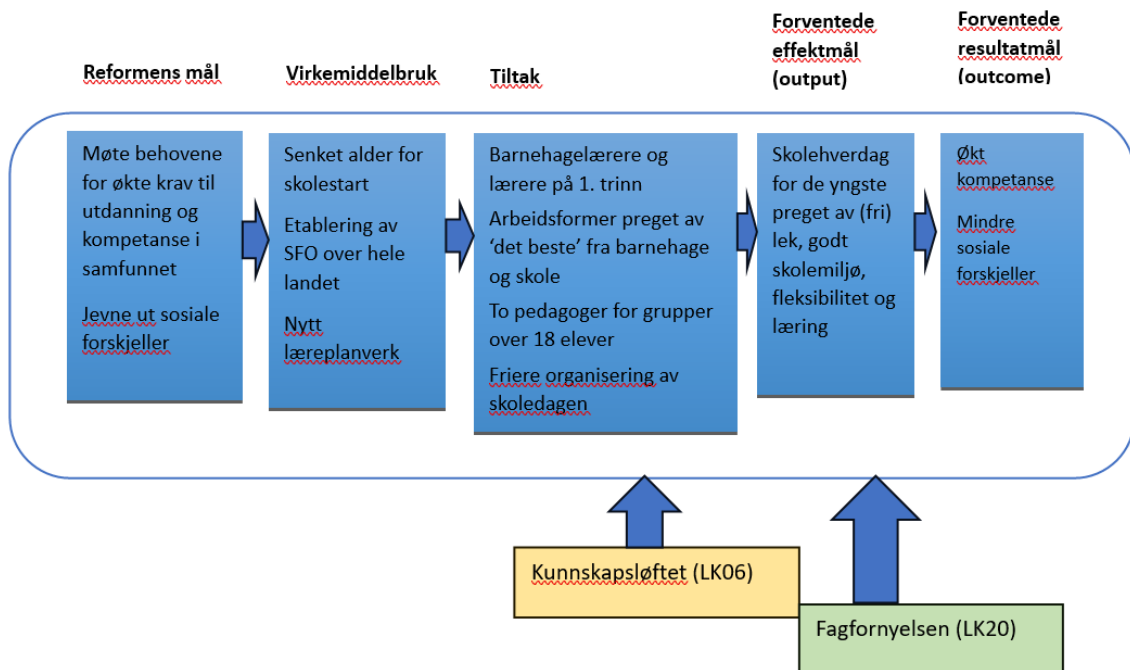 Reformens mål
Virkemiddelbruk
Tiltak
Forventede
effektmål
(output)
Forventede
resultatmål
(outcome)
Møte behovene
for økte krav til
utdanning og
kompetanse i
samfunnet
Jevne ut sosiale
forskjeller
Senket alder for
skolestart
Etablering av
SFO over hele
landet
Nytt
læreplanverk
Barnehagelærere og
lærere på 1. trinn
Arbeidsformer preget av
‘det beste’ fra barnehage
og skole
To pedagoger for grupper
over 18 elever
Friere organisering av
skoledagen
Skolehverdag
for de yngste
preget av (fri)
lek, godt
skolemiljø,
fleksibilitet og
læring
Økt
kompetanse
Mindre
sosiale
forskjeller
Kunnskapsløftet (LK06)
Fagfornyelsen (LK20)